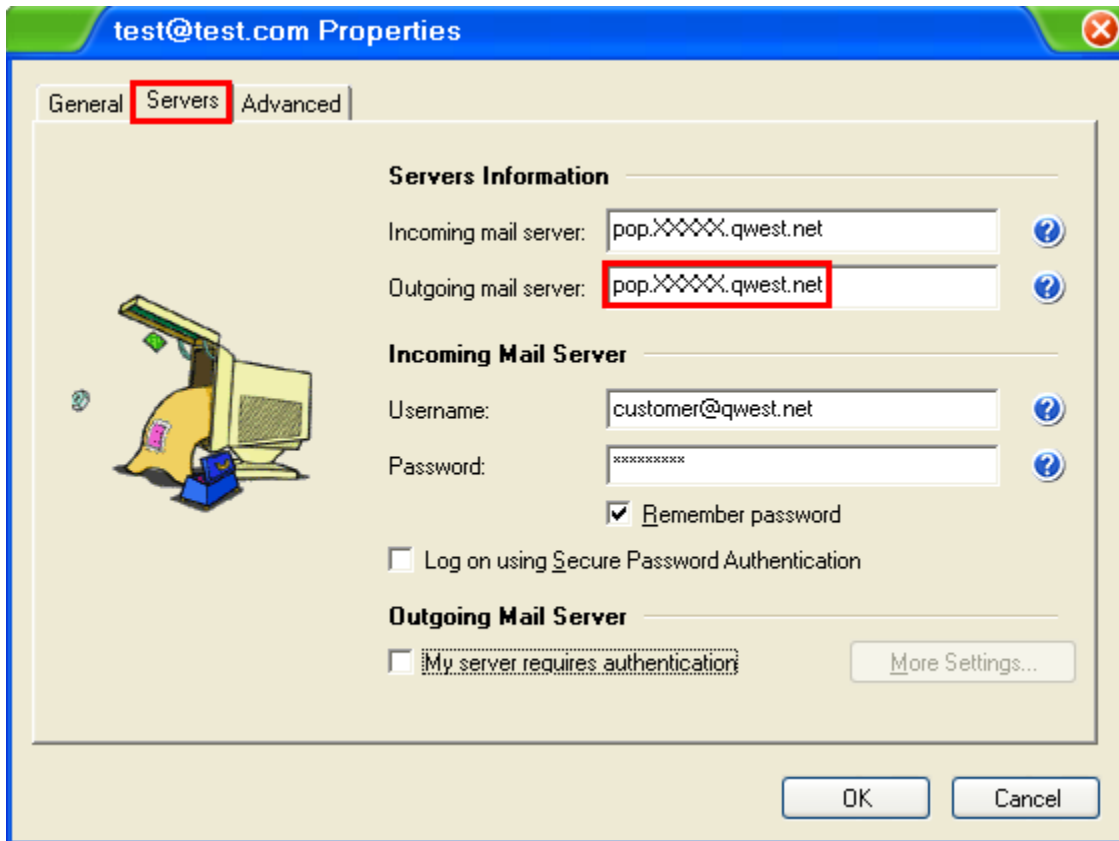 test@test.com Properties
General Servers Advanced
Servers Information
Incoming mail server: pop.XXXXX.qwest.net
Outgoing mail server: pop.XXXXX.qwest.net
Incoming Mail Server
Username: customer@qwest.net
Password: ×××××××××
Remember password
Log on using Secure Password Authentication
Outgoing Mail Server
My server requires authentication More Settings...
OK Cancel